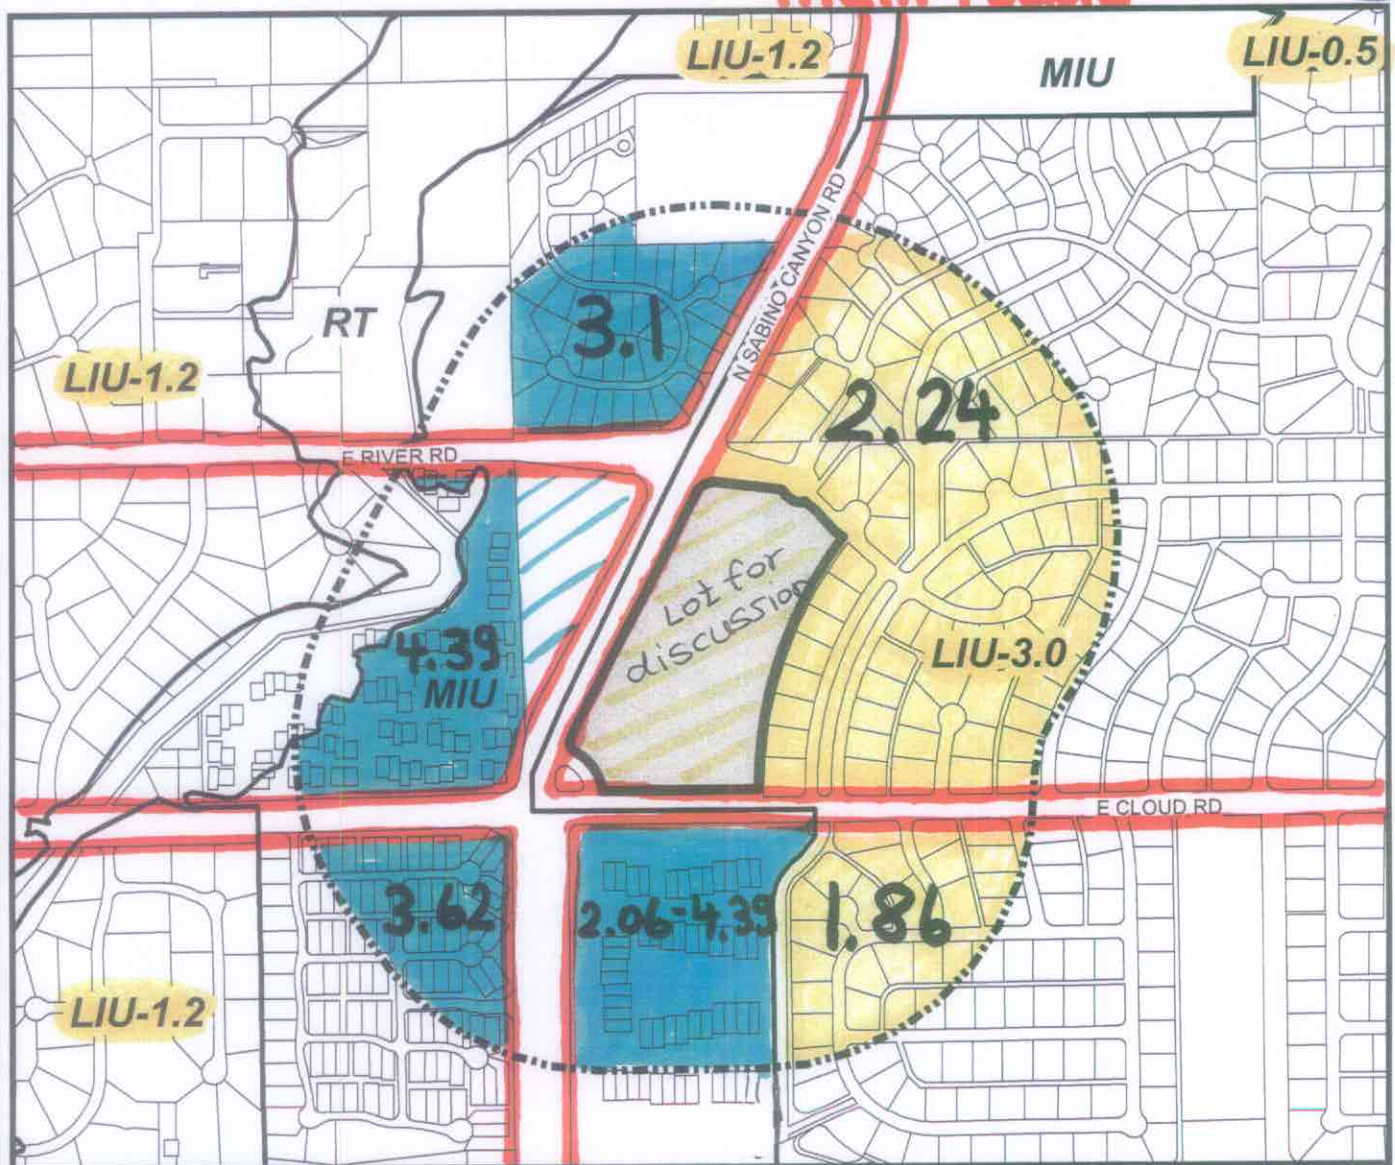 LIU-1.2
MIU
LIU-0.5
N SABINO CANYON RD
3.1
RT
LIU-1.2
2.24
E RIVER RD
Lot for
discussion
4.39
MIU
LIU-3.0
E CLOUD RD
3.62
2.06-4.39
1.86
LIU-1.2